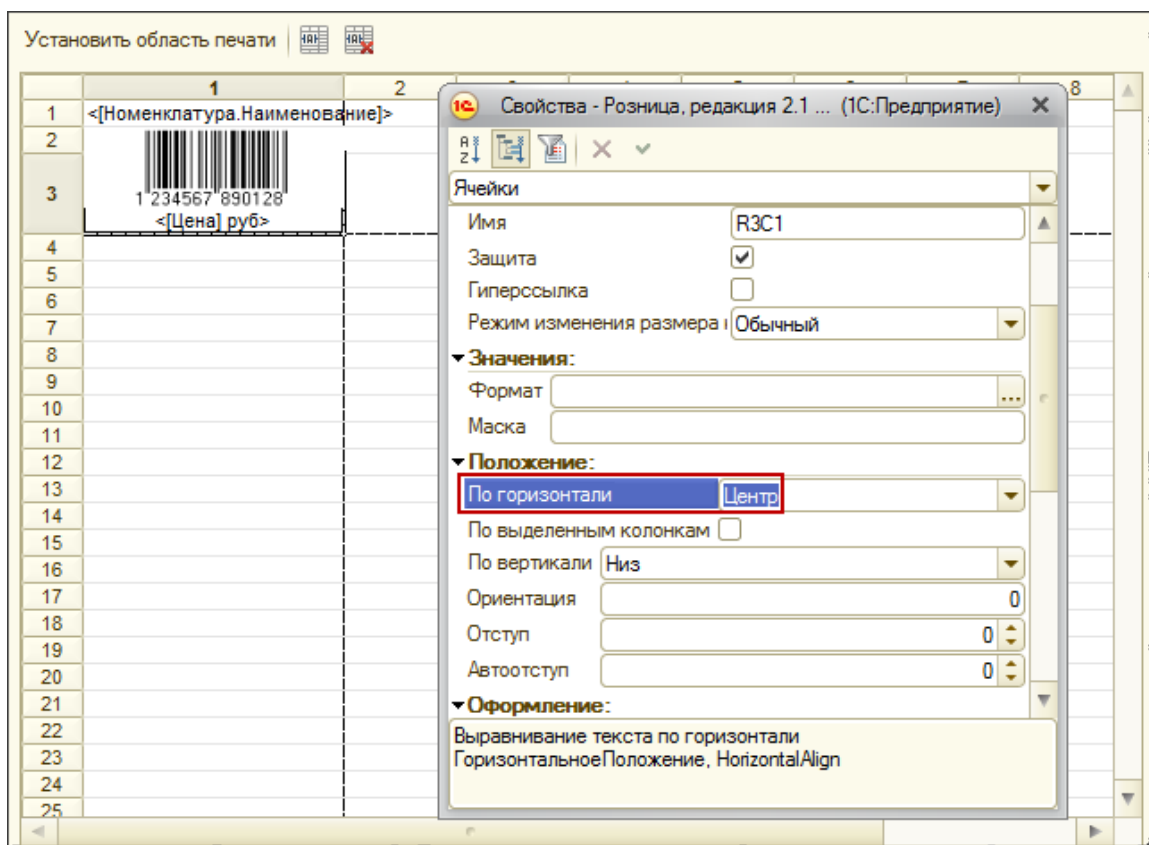 Установить область печати
1 2 8
1 <[Номенклатура.Наименование]>
2
3
1 234567 890128
<[Цена] руб>
4
5
6
7
8
9
10
11
12
13
14
15
16
17
18
19
20
21
22
23
24
25
1С Свойства - Розница, редакция 2.1 ... (1С:Предприятие)
Ячейки
Имя R3C1
Защита
Гиперссылка
Режим изменения размера Обычный
Значения:
Формат ...
Маска
Положение:
По горизонтали Центр
По выделенным колонкам
По вертикали Низ
Ориентация 0
Отступ 0
Автоотступ 0
Оформление:
Выравнивание текста по горизонтали
ГоризонтальноеПоложение, HorizontalAlign